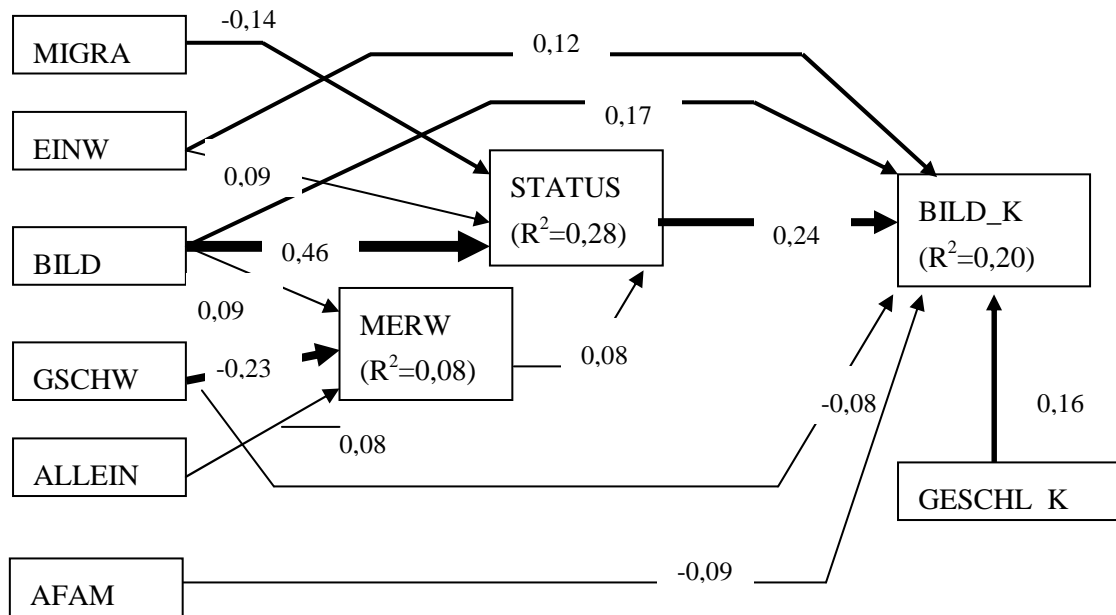 -0,14
MIGRA
0,12
0,17
EINW
0,09
STATUS
(R²=0,28)
BILD_K
(R²=0,20)
BILD
0,46
0,24
0,09
MERW
(R²=0,08)
GSCHW
-0,23
0,08
-0,08
0,16
0,08
ALLEIN
GESCHL K
AFAM
-0,09